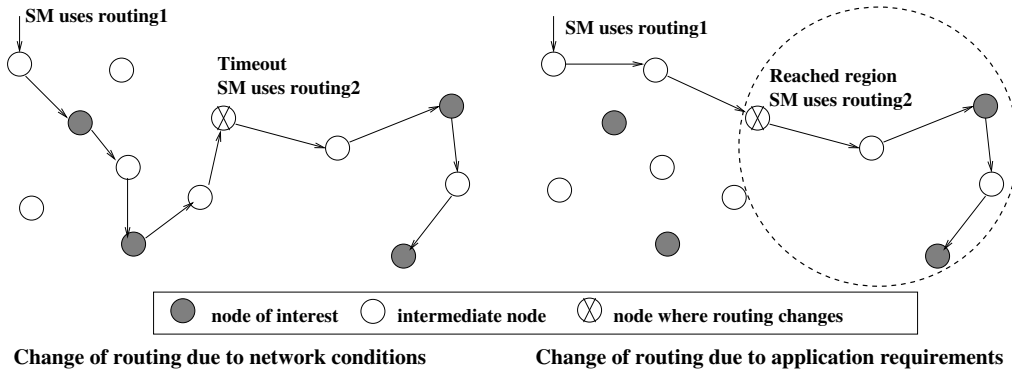 SM uses routing1
Timeout
SM uses routing2
SM uses routing1
Reached region
SM uses routing2
node of interest
intermediate node
node where routing changes
Change of routing due to network conditions
Change of routing due to application requirements